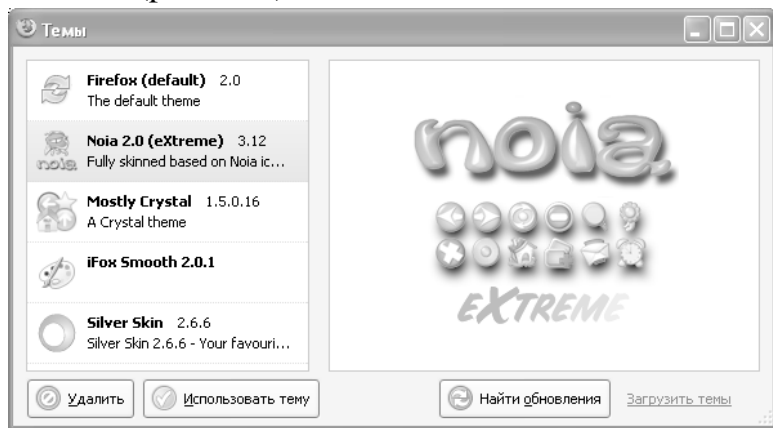 Темы
Firefox (default) 2.0
The default theme
Noia 2.0 (eXtreme) 3.12
Fully skinned based on Noia ic...
noia
Mostly Crystal 1.5.0.16
A Crystal theme
iFox Smooth 2.0.1
Silver Skin 2.6.6
Silver Skin 2.6.6 - Your favouri...
noia
eXTREME
Удалить
Использовать тему
Найти обновления
Загрузить темы